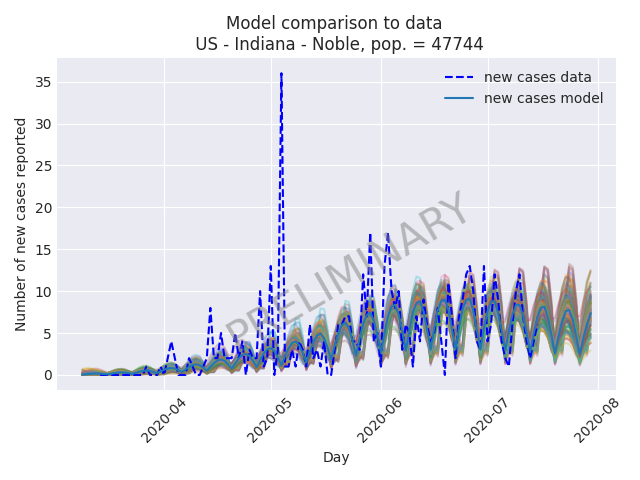 Model comparison to data
US - Indiana - Noble, pop. = 47744
new cases data
new cases model
Number of new cases reported
35
30
25
20
15
10
5
0
PRELIMINARY
2020-04
2020-05
2020-06
2020-07
2020-08
Day